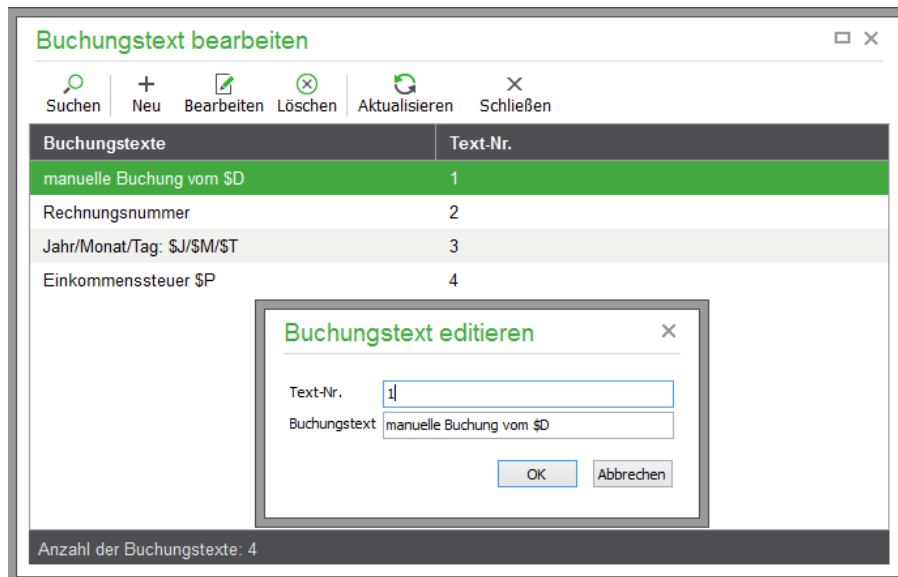 Buchungstext bearbeiten
Suchen Neu Bearbeiten Löschen Aktualisieren Schließen
Buchungstexte Text-Nr.
manuelle Buchung vom $D 1
Rechnungsnummer 2
Jahr/Monat/Tag: $J/$M/$T 3
Einkommenssteuer $P 4
Buchungstext editieren
Text-Nr. 1
Buchungstext manuelle Buchung vom $D
OK Abbrechen
Anzahl der Buchungstexte: 4